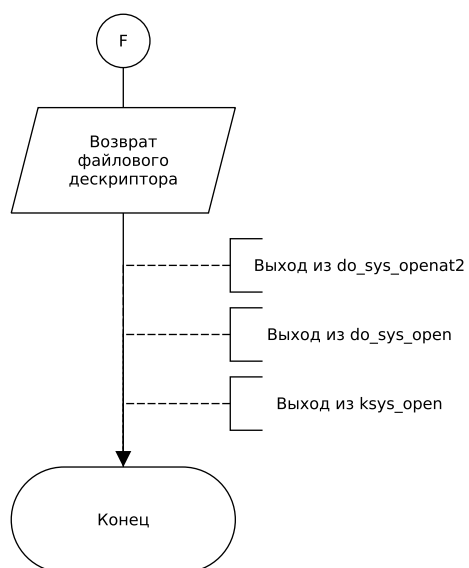 F
Возврат
файлового
дескриптора
Выход из do_sys_openat2
Выход из do_sys_open
Выход из ksys_open
Конец